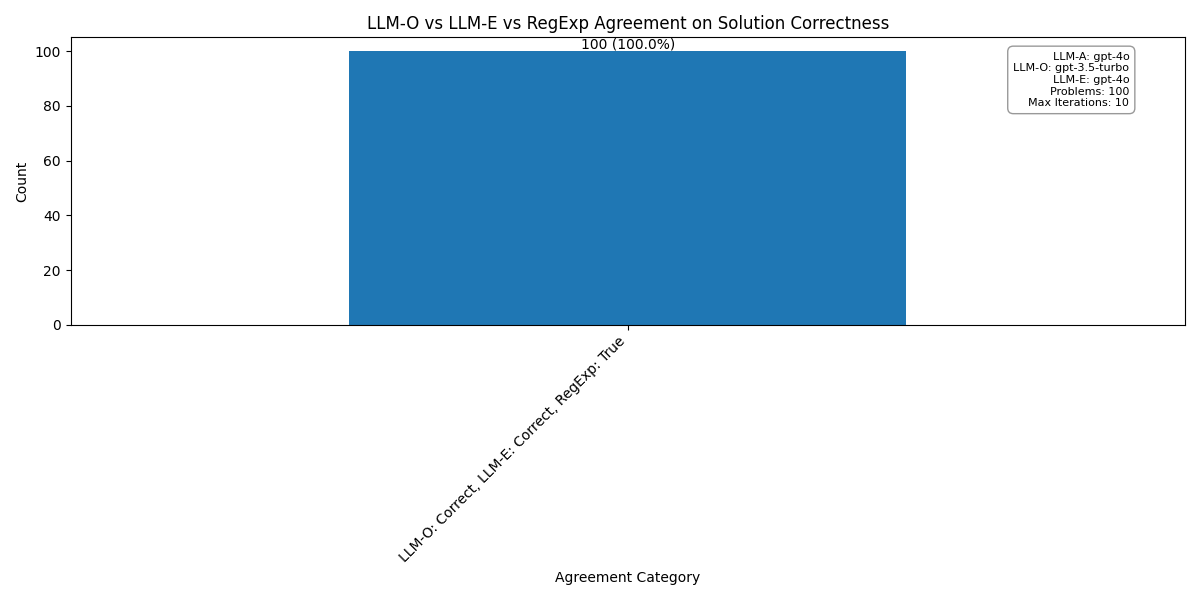 LLM-O vs LLM-E vs RegExp Agreement on Solution Correctness
100 (100.0%)
LLM-A: gpt-4o
LLM-O: gpt-3.5-turbo
LLM-E: gpt-4o
Problems: 100
Max Iterations: 10
100
80
60
40
20
0
Count
LLM-O: Correct, LLM-E: Correct, RegExp: True
Agreement Category